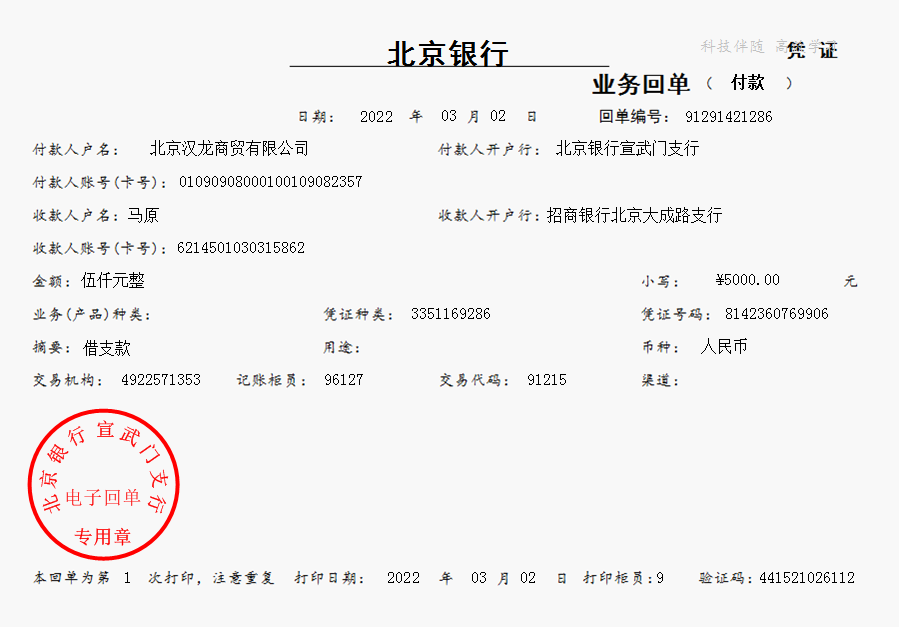 科技伴随 高效学习
北京银行 凭 证
业务回单（ 付款 ）
日期： 2022 年 03 月 02 日 回单编号： 91291421286
付款人户名： 北京汉龙商贸有限公司 付款人开户行： 北京银行宣武门支行
付款人账号(卡号)： 01090908000100109082357
收款人户名：马原 收款人开户行：招商银行北京大成路支行
收款人账号(卡号)： 6214501030315862
金额：伍仟元整 小写： ¥5000.00 元
业务(产品)种类： 凭证种类： 3351169286 凭证号码： 8142360769906
摘要： 借支款 用途： 币种： 人民币
交易机构： 4922571353 记账柜员： 96127 交易代码： 91215 渠道：
北京银行宣武门支行
电子回单
专用章
本回单为第 1 次打印，注意重复 打印日期： 2022 年 03 月 02 日 打印柜员:9 验证码：441521026112